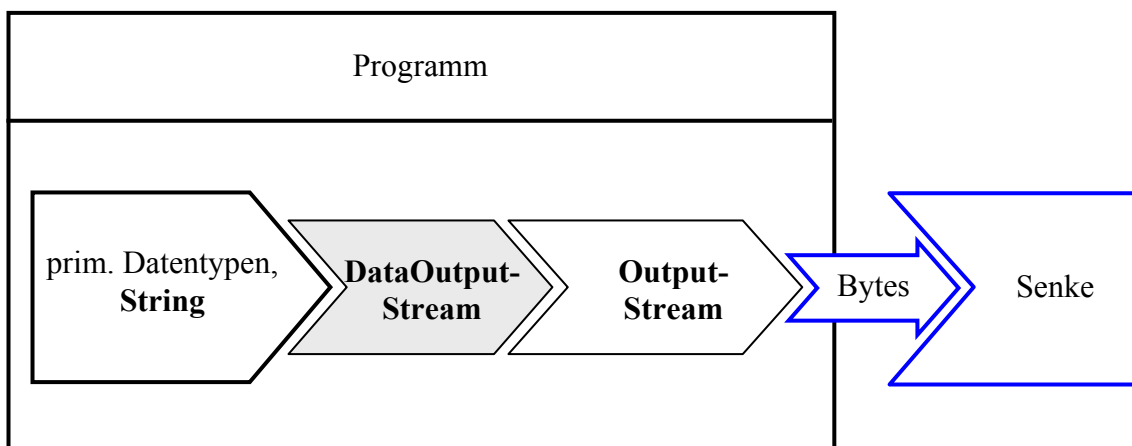 Programm
prim. Datentypen,
String
DataOutput-
Stream
Output-
Stream
Bytes
Senke